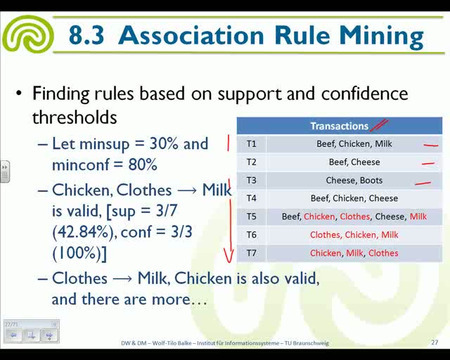 8.3 Association Rule Mining
• Finding rules based on support and confidence
thresholds
– Let minsup = 30% and
minconf = 80%
– Chicken, Clothes → Milk
is valid, [sup = 3/7
(42.84%), conf = 3/3
(100%)]
– Clothes → Milk, Chicken is also valid,
and there are more…
Transactions
T1 Beef, Chicken, Milk
T2 Beef, Cheese
T3 Cheese, Boots
T4 Beef, Chicken, Cheese
T5 Beef, Chicken, Clothes, Cheese, Milk
T6 Clothes, Chicken, Milk
T7 Chicken, Milk, Clothes
DW & DM – Wolf-Tilo Balke – Institut für Informationssysteme – TU Braunschweig
27